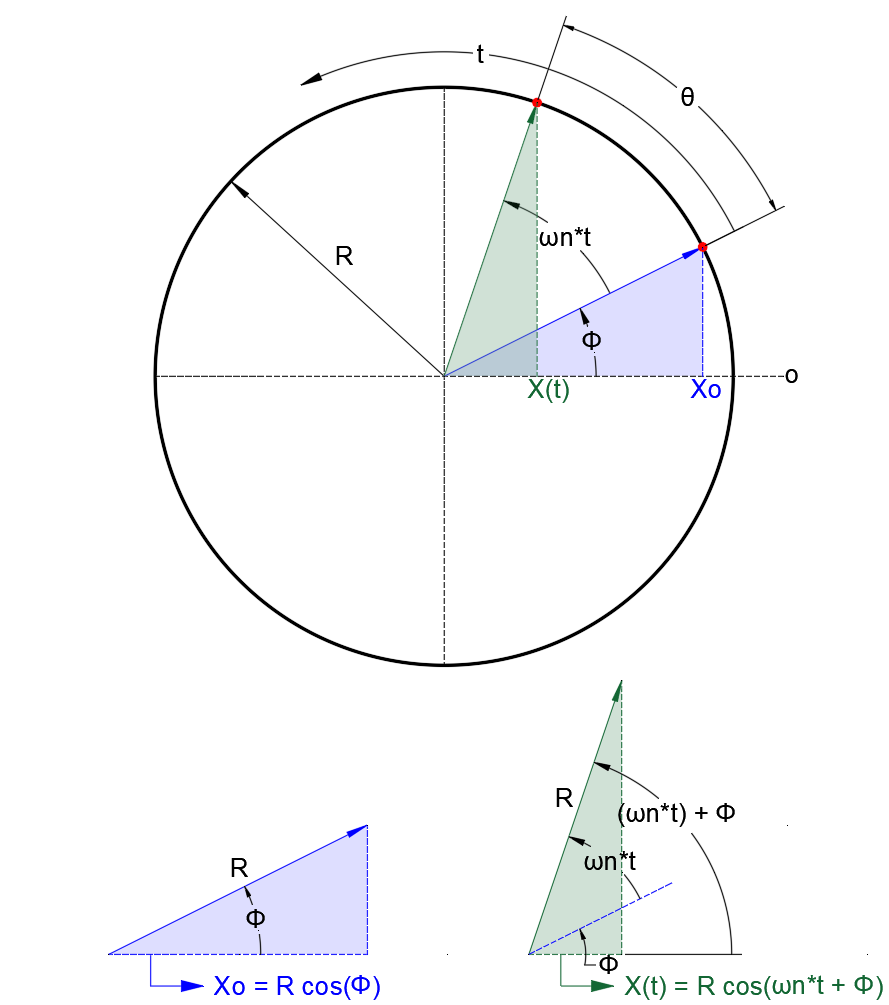 t
θ
R
ωn*t
Φ
o
X(t)
Xo
R
(ωn*t) + Φ
R
ωn*t
Φ
Φ
Xo = R cos(Φ)
X(t) = R cos(ωn*t + Φ)